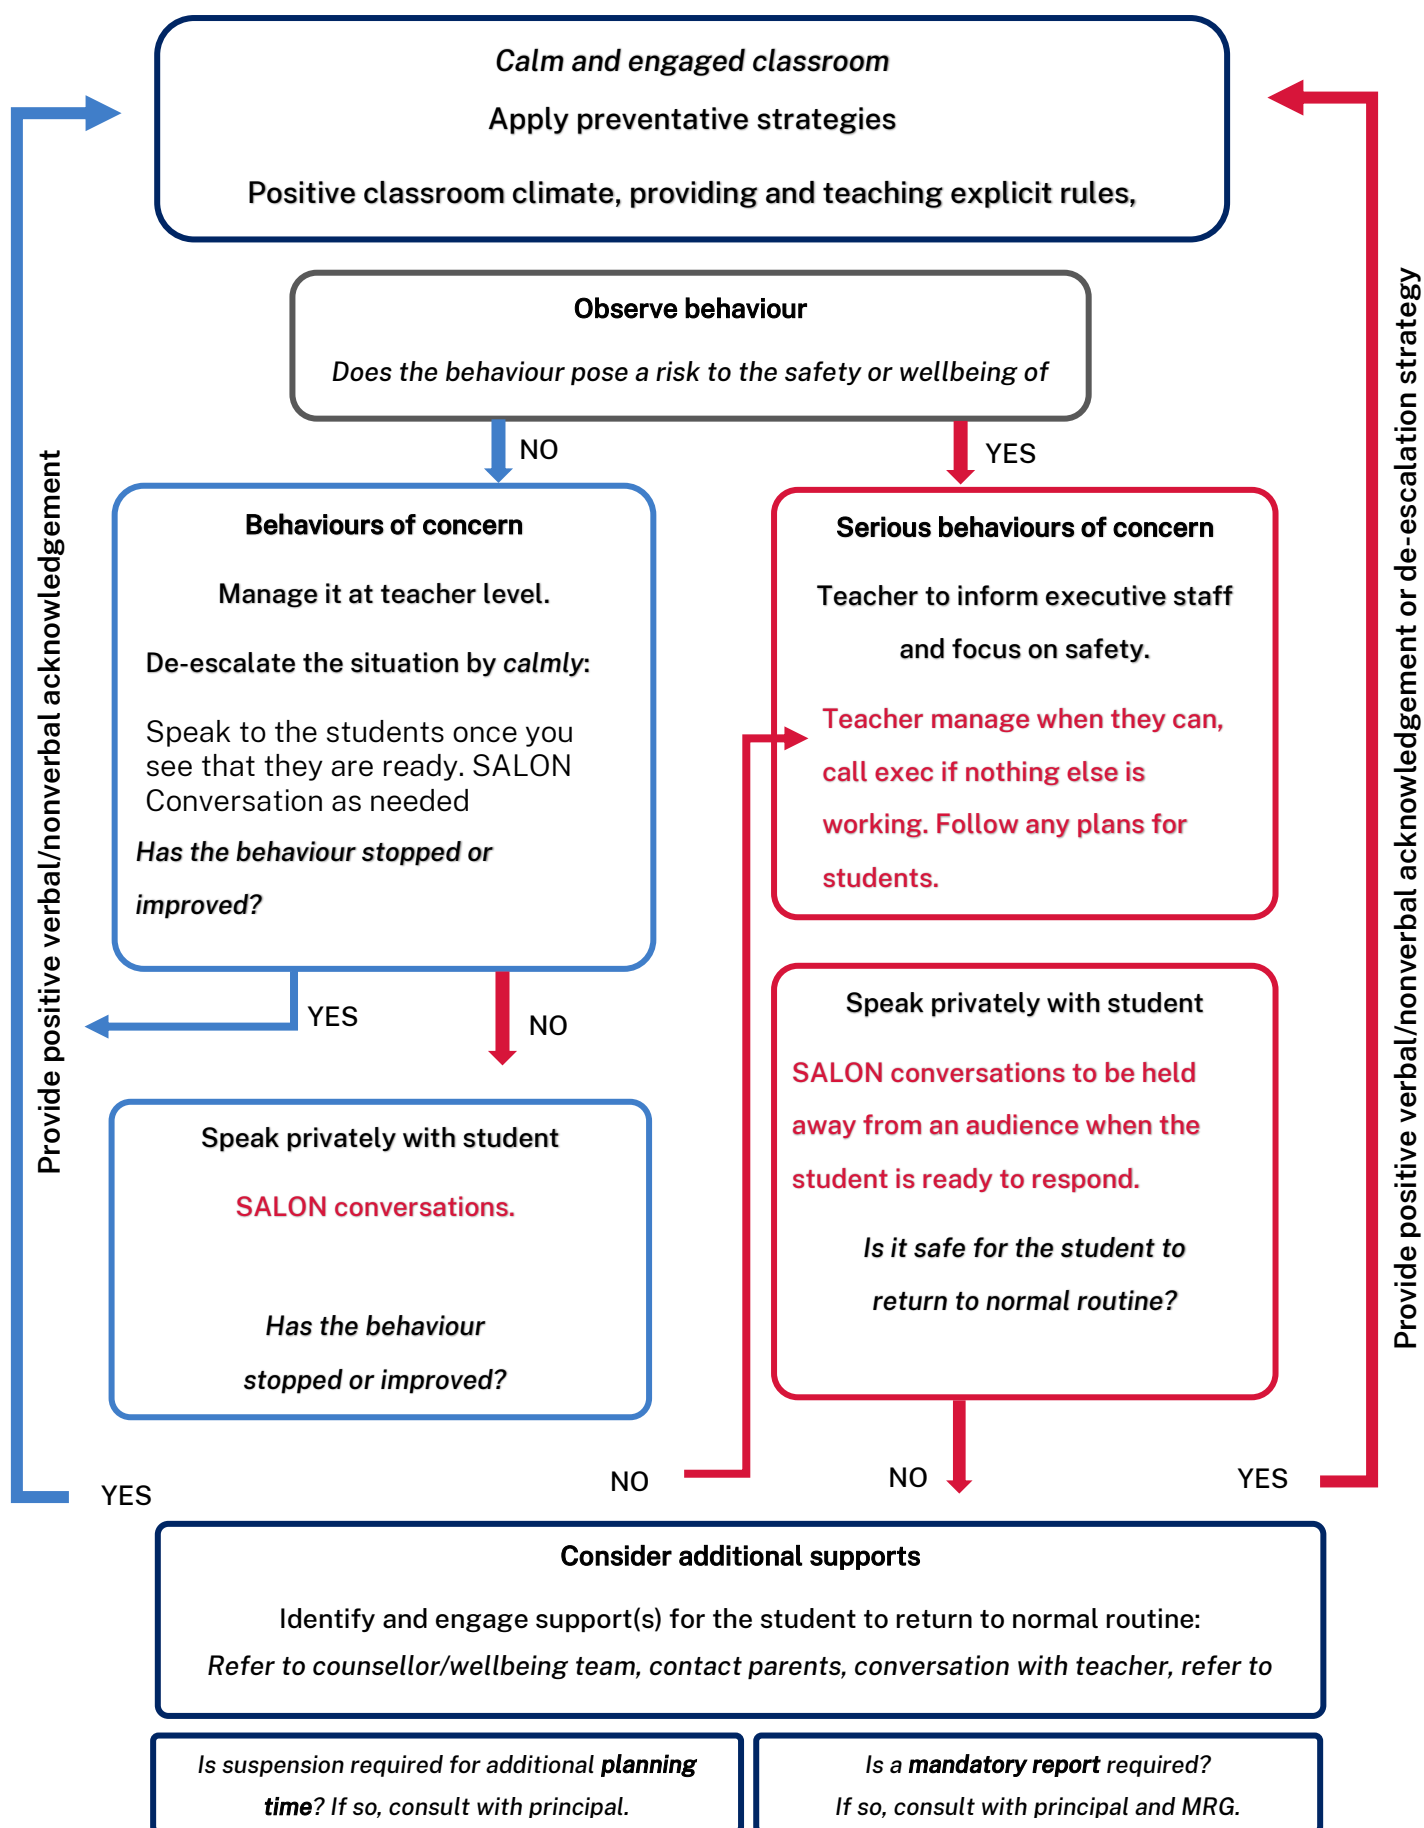 Calm and engaged classroom
Apply preventative strategies
Positive classroom climate, providing and teaching explicit rules,
Observe behaviour
Does the behaviour pose a risk to the safety or wellbeing of
NO
YES
Behaviours of concern
Manage it at teacher level.
De-escalate the situation by calmly:
Speak to the students once you
see that they are ready. SALON
Conversation as needed
Has the behaviour stopped or
improved?
Serious behaviours of concern
Teacher to inform executive staff
and focus on safety.
Teacher manage when they can,
call exec if nothing else is
working. Follow any plans for
students.
YES
NO
Speak privately with student
SALON conversations.
Has the behaviour
stopped or improved?
Speak privately with student
SALON conversations to be held
away from an audience when the
student is ready to respond.
Is it safe for the student to
return to normal routine?
YES
NO
NO
YES
Provide positive verbal/nonverbal acknowledgement
Provide positive verbal/nonverbal acknowledgement or de-escalation strategy
Consider additional supports
Identify and engage support(s) for the student to return to normal routine:
Refer to counsellor/wellbeing team, contact parents, conversation with teacher, refer to
Is suspension required for additional planning
time? If so, consult with principal.
Is a mandatory report required?
If so, consult with principal and MRG.